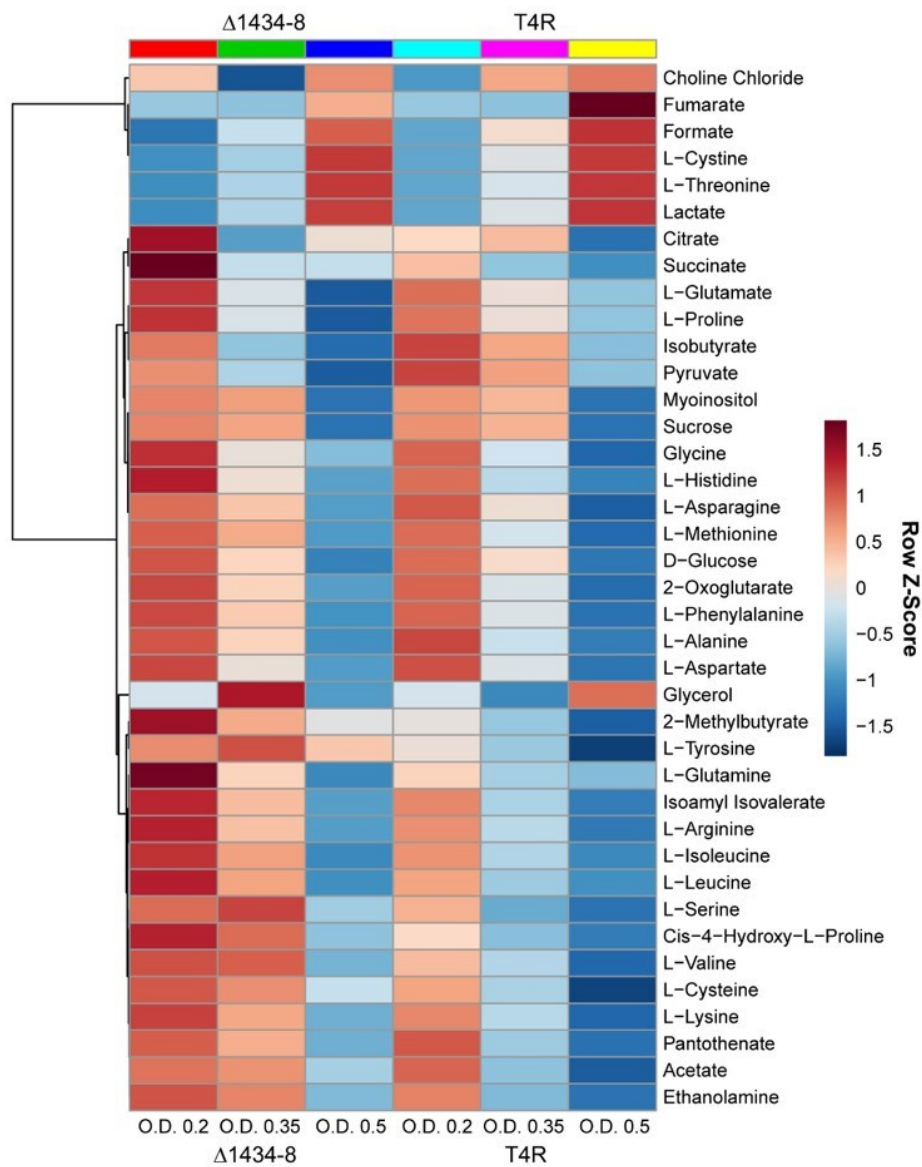 Δ1434-8 T4R
Choline Chloride
Fumarate
Formate
L-Cystine
L-Threonine
Lactate
Citrate
Succinate
L-Glutamate
L-Proline
Isobutyrate
Pyruvate
Myoinositol
Sucrose
Glycine
L-Histidine
L-Asparagine
L-Methionine
D-Glucose
2-Oxoglutarate
L-Phenylalanine
L-Alanine
L-Aspartate
Glycerol
2-Methylbutyrate
L-Tyrosine
L-Glutamine
Isoamyl Isovalerate
L-Arginine
L-Isoleucine
L-Leucine
L-Serine
Cis-4-Hydroxy-L-Proline
L-Valine
L-Cysteine
L-Lysine
Pantothenate
Acetate
Ethanolamine
1.5
1
0.5
0
−0.5
−1
−1.5
Row Z-Score
O.D. 0.2 O.D. 0.35 O.D. 0.5 O.D. 0.2 O.D. 0.35 O.D. 0.5
Δ1434-8 T4R